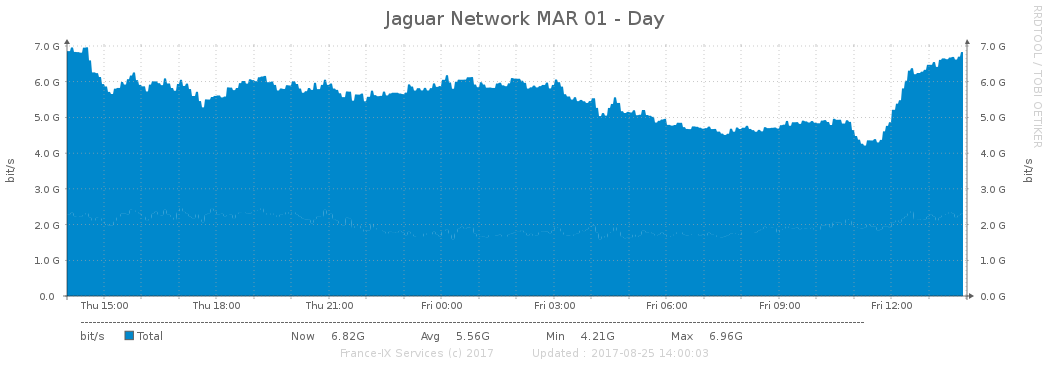 Jaguar Network MAR 01 - Day
RRDTOOL / TOBI OETIKER
7.0 G 7.0 G
6.0 G 6.0 G
5.0 G 5.0 G
4.0 G 4.0 G
3.0 G 3.0 G
2.0 G 2.0 G
1.0 G 1.0 G
0.0 0.0 G
bit/s bit/s
Thu 15:00 Thu 18:00 Thu 21:00 Fri 00:00 Fri 03:00 Fri 06:00 Fri 09:00 Fri 12:00
bit/s Total Now 6.82G Avg 5.56G Min 4.21G Max 6.96G
France-IX Services (c) 2017 Updated : 2017-08-25 14:00:03